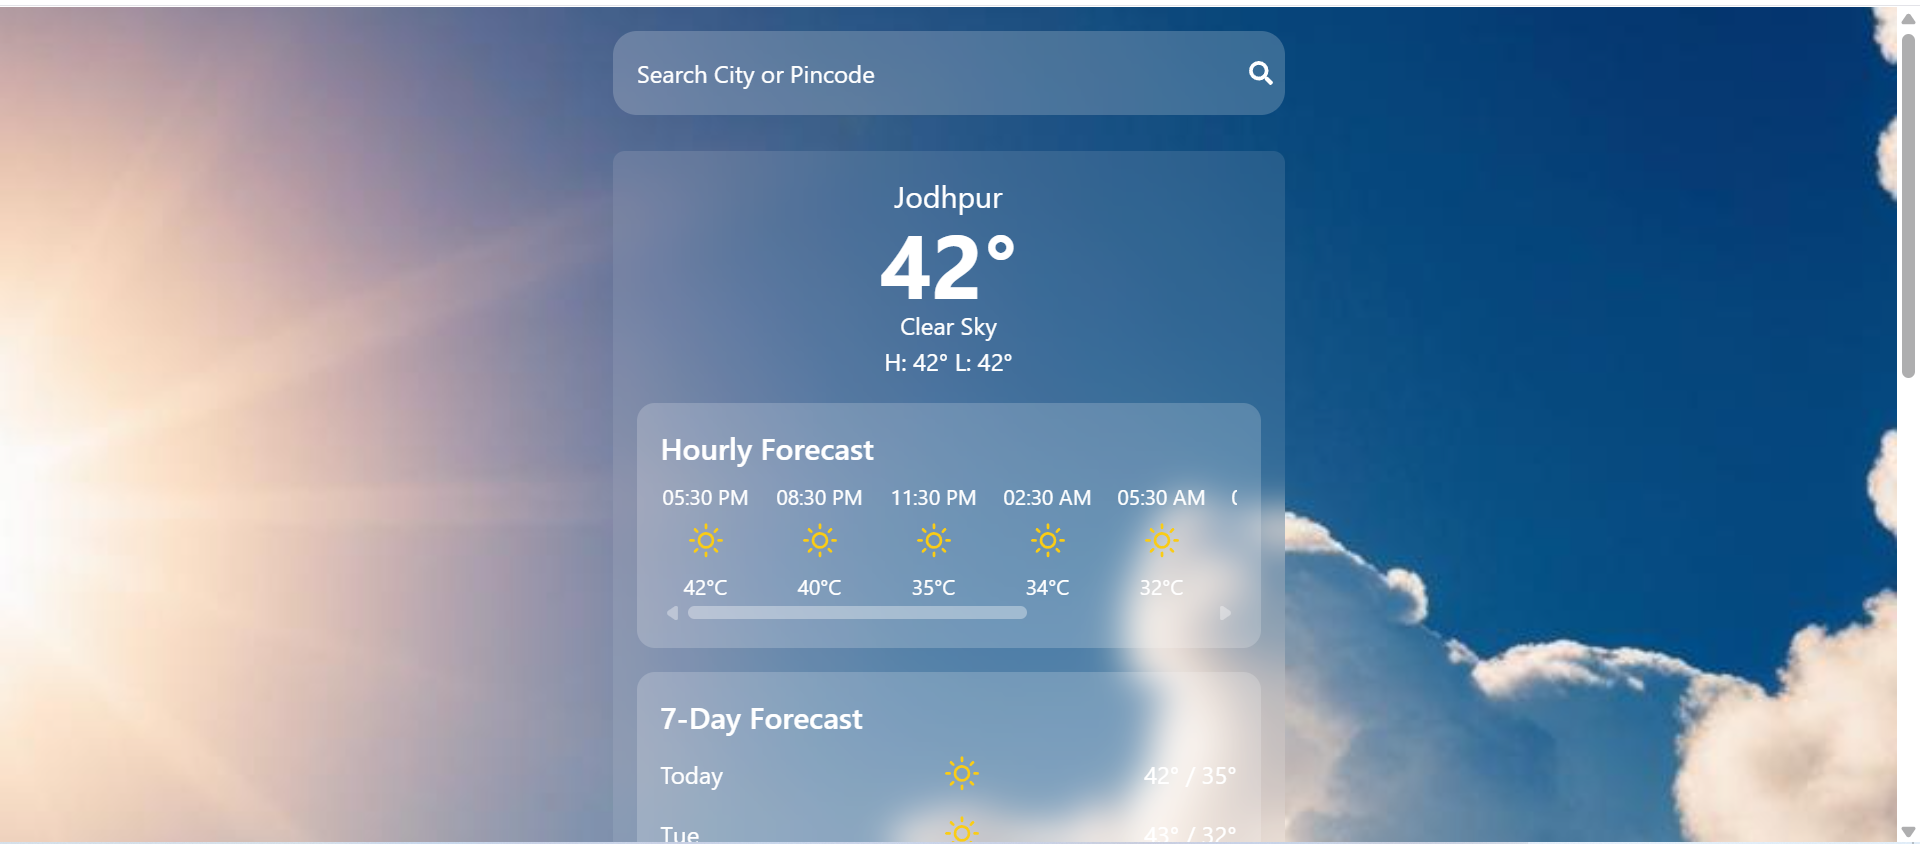 Search City or Pincode
Jodhpur
42°
Clear Sky
H: 42° L: 42°
Hourly Forecast
05:30 PM 08:30 PM 11:30 PM 02:30 AM 05:30 AM
42°C 40°C 35°C 34°C 32°C
7-Day Forecast
Today 42° / 35°
Tue 43° / 32°